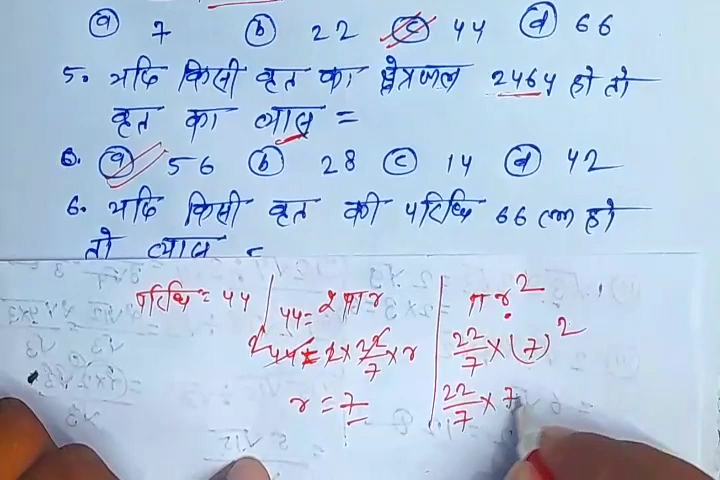 ⓐ 7 ⓑ 22 ⓒ 44 ⓓ 66
5. यदि किसी वृत का क्षेत्रफल 2464 हो तो
वृत का व्यास =
ⓐ 56 ⓑ 28 ⓒ 14 ⓓ 42
6. यदि किसी वृत की परिधि 66 cm हो
तो व्यास =
परिधि = 44
44 = 2πr
44 = 2 × 22/7 × r
r = 7
πr²
22/7 × (7)²
22/7 × 7